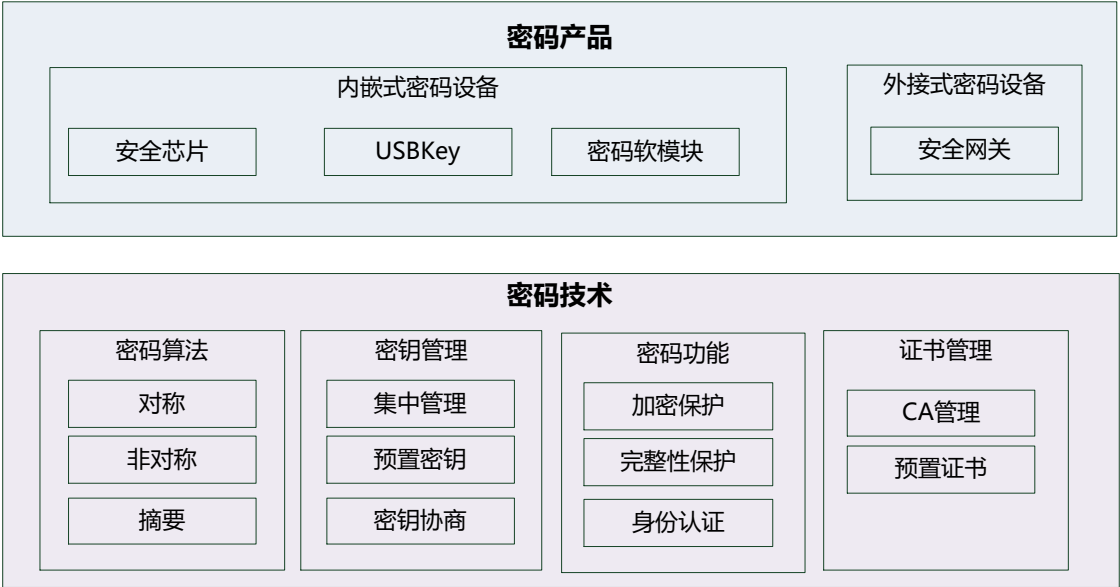 密码产品
内嵌式密码设备
安全芯片
USBKey
密码软模块
外接式密码设备
安全网关
密码技术
密码算法
对称
非对称
摘要
密钥管理
集中管理
预置密钥
密钥协商
密码功能
加密保护
完整性保护
身份认证
证书管理
CA管理
预置证书